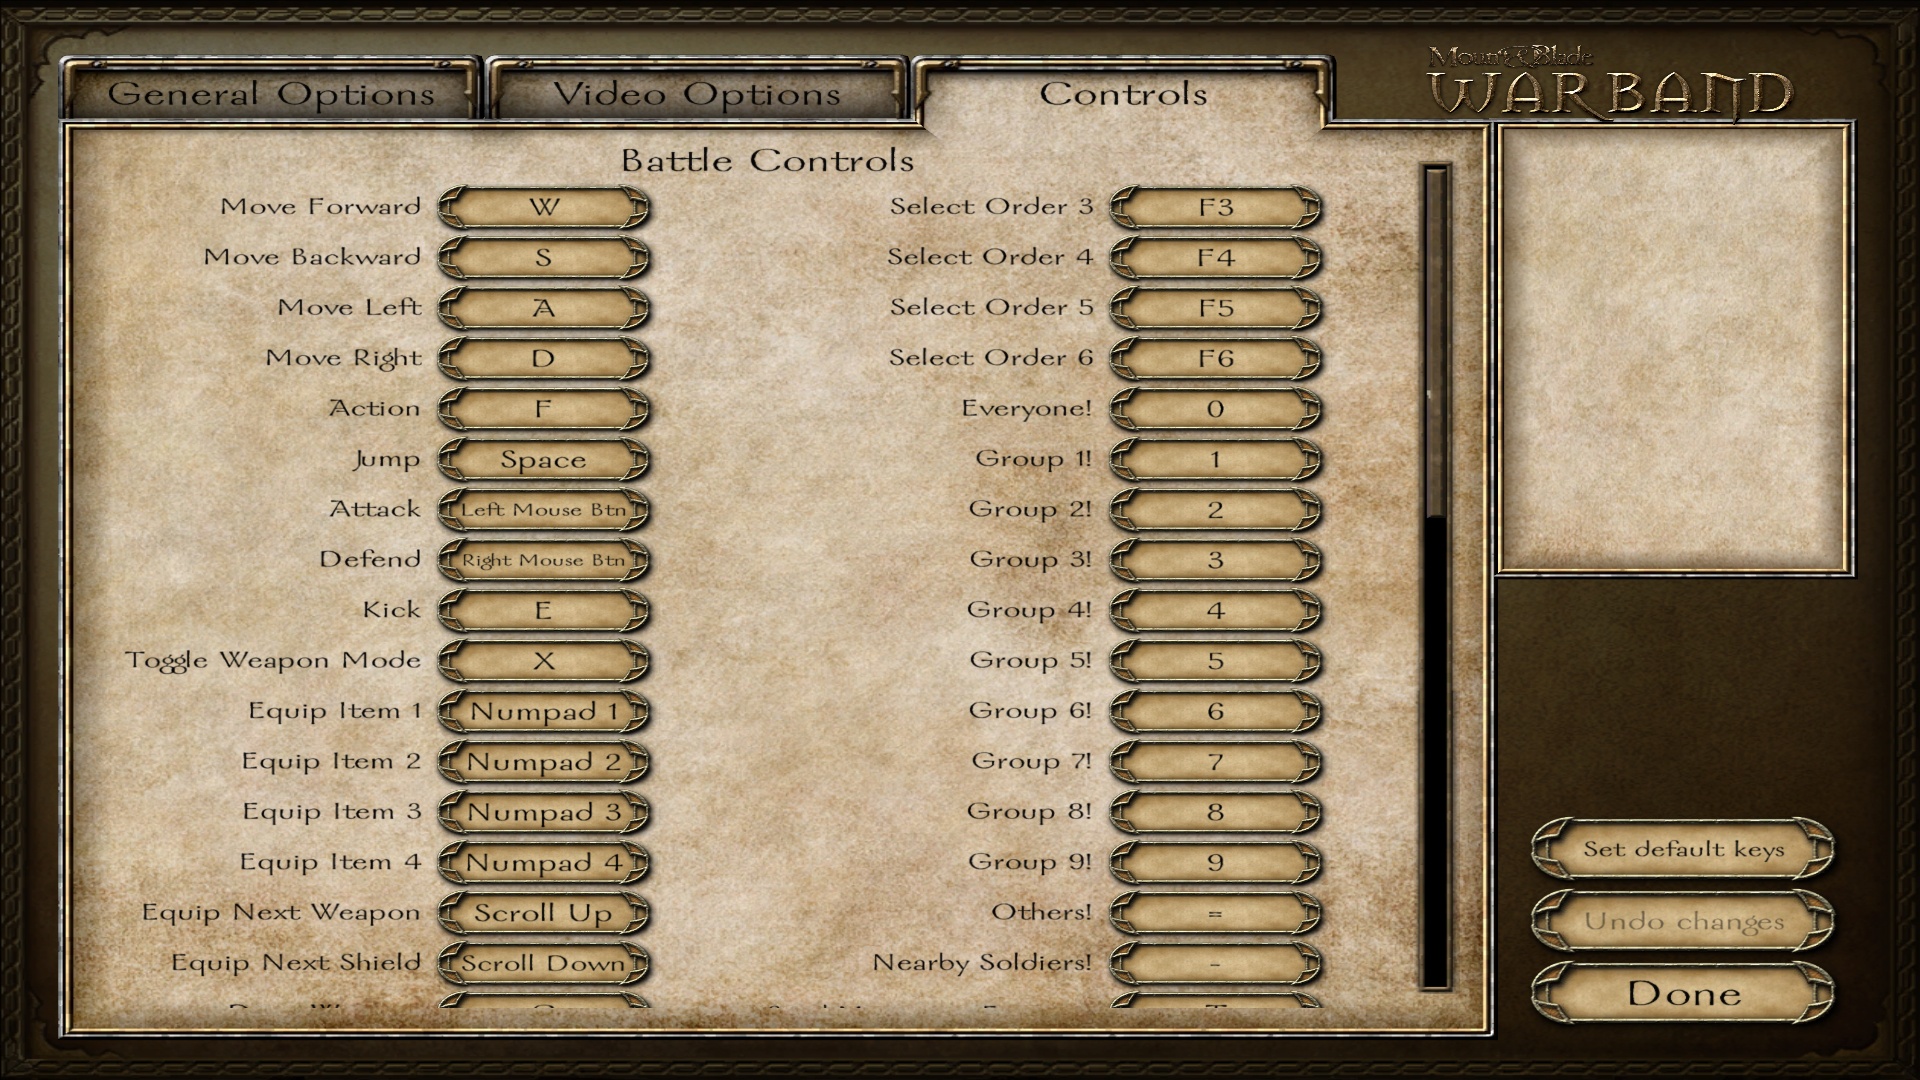 General Options
Video Options
Controls
Mount & Blade
WARBAND
Battle Controls
Move Forward W
Move Backward S
Move Left A
Move Right D
Action F
Jump Space
Attack Left Mouse Btn
Defend Right Mouse Btn
Kick E
Toggle Weapon Mode X
Equip Item 1 Numpad 1
Equip Item 2 Numpad 2
Equip Item 3 Numpad 3
Equip Item 4 Numpad 4
Equip Next Weapon Scroll Up
Equip Next Shield Scroll Down
Select Order 3 F3
Select Order 4 F4
Select Order 5 F5
Select Order 6 F6
Everyone! 0
Group 1! 1
Group 2! 2
Group 3! 3
Group 4! 4
Group 5! 5
Group 6! 6
Group 7! 7
Group 8! 8
Group 9! 9
Others! =
Nearby Soldiers! -
Set default keys
Undo changes
Done